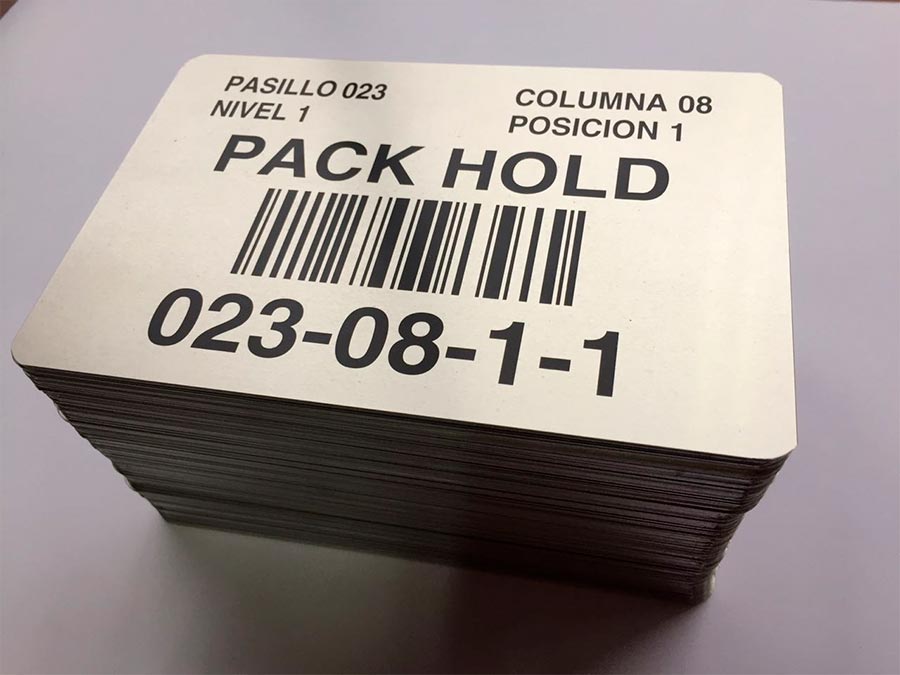 PASILLO 023
NIVEL 1
COLUMNA 08
POSICION 1
PACK HOLD
023-08-1-1